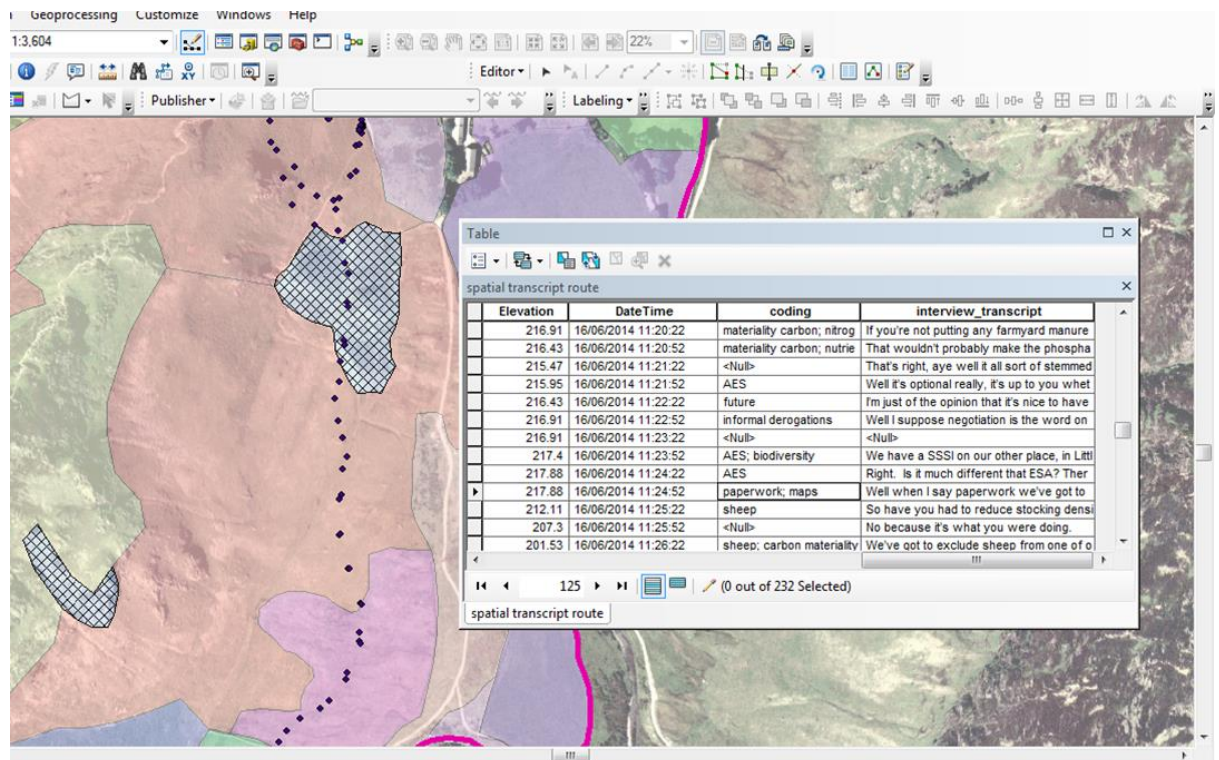 Geoprocessing Customize Windows Help
1:3,604 22%
Editor
Publisher Labeling
Table
spatial transcript route
Elevation DateTime coding interview_transcript
216.91 16/06/2014 11:20:22 materiality carbon; nitrog If you're not putting any farmyard manure
216.43 16/06/2014 11:20:52 materiality carbon; nutrie That wouldn't probably make the phospha
215.47 16/06/2014 11:21:22 <Null> That's right, aye well it all sort of stemmed
215.95 16/06/2014 11:21:52 AES Well it's optional really, it's up to you whet
216.43 16/06/2014 11:22:22 future I'm just of the opinion that it's nice to have
216.91 16/06/2014 11:22:52 informal derogations Well I suppose negotiation is the word on
216.91 16/06/2014 11:23:22 <Null> <Null>
217.4 16/06/2014 11:23:52 AES; biodiversity We have a SSSI on our other place, in Littl
217.88 16/06/2014 11:24:22 AES Right. Is it much different that ESA? Ther
217.88 16/06/2014 11:24:52 paperwork; maps Well when I say paperwork we've got to
212.11 16/06/2014 11:25:22 sheep So have you had to reduce stocking densi
207.3 16/06/2014 11:25:52 <Null> No because it's what you were doing.
201.53 16/06/2014 11:26:22 sheep; carbon materiality We've got to exclude sheep from one of o
125 (0 out of 232 Selected)
spatial transcript route